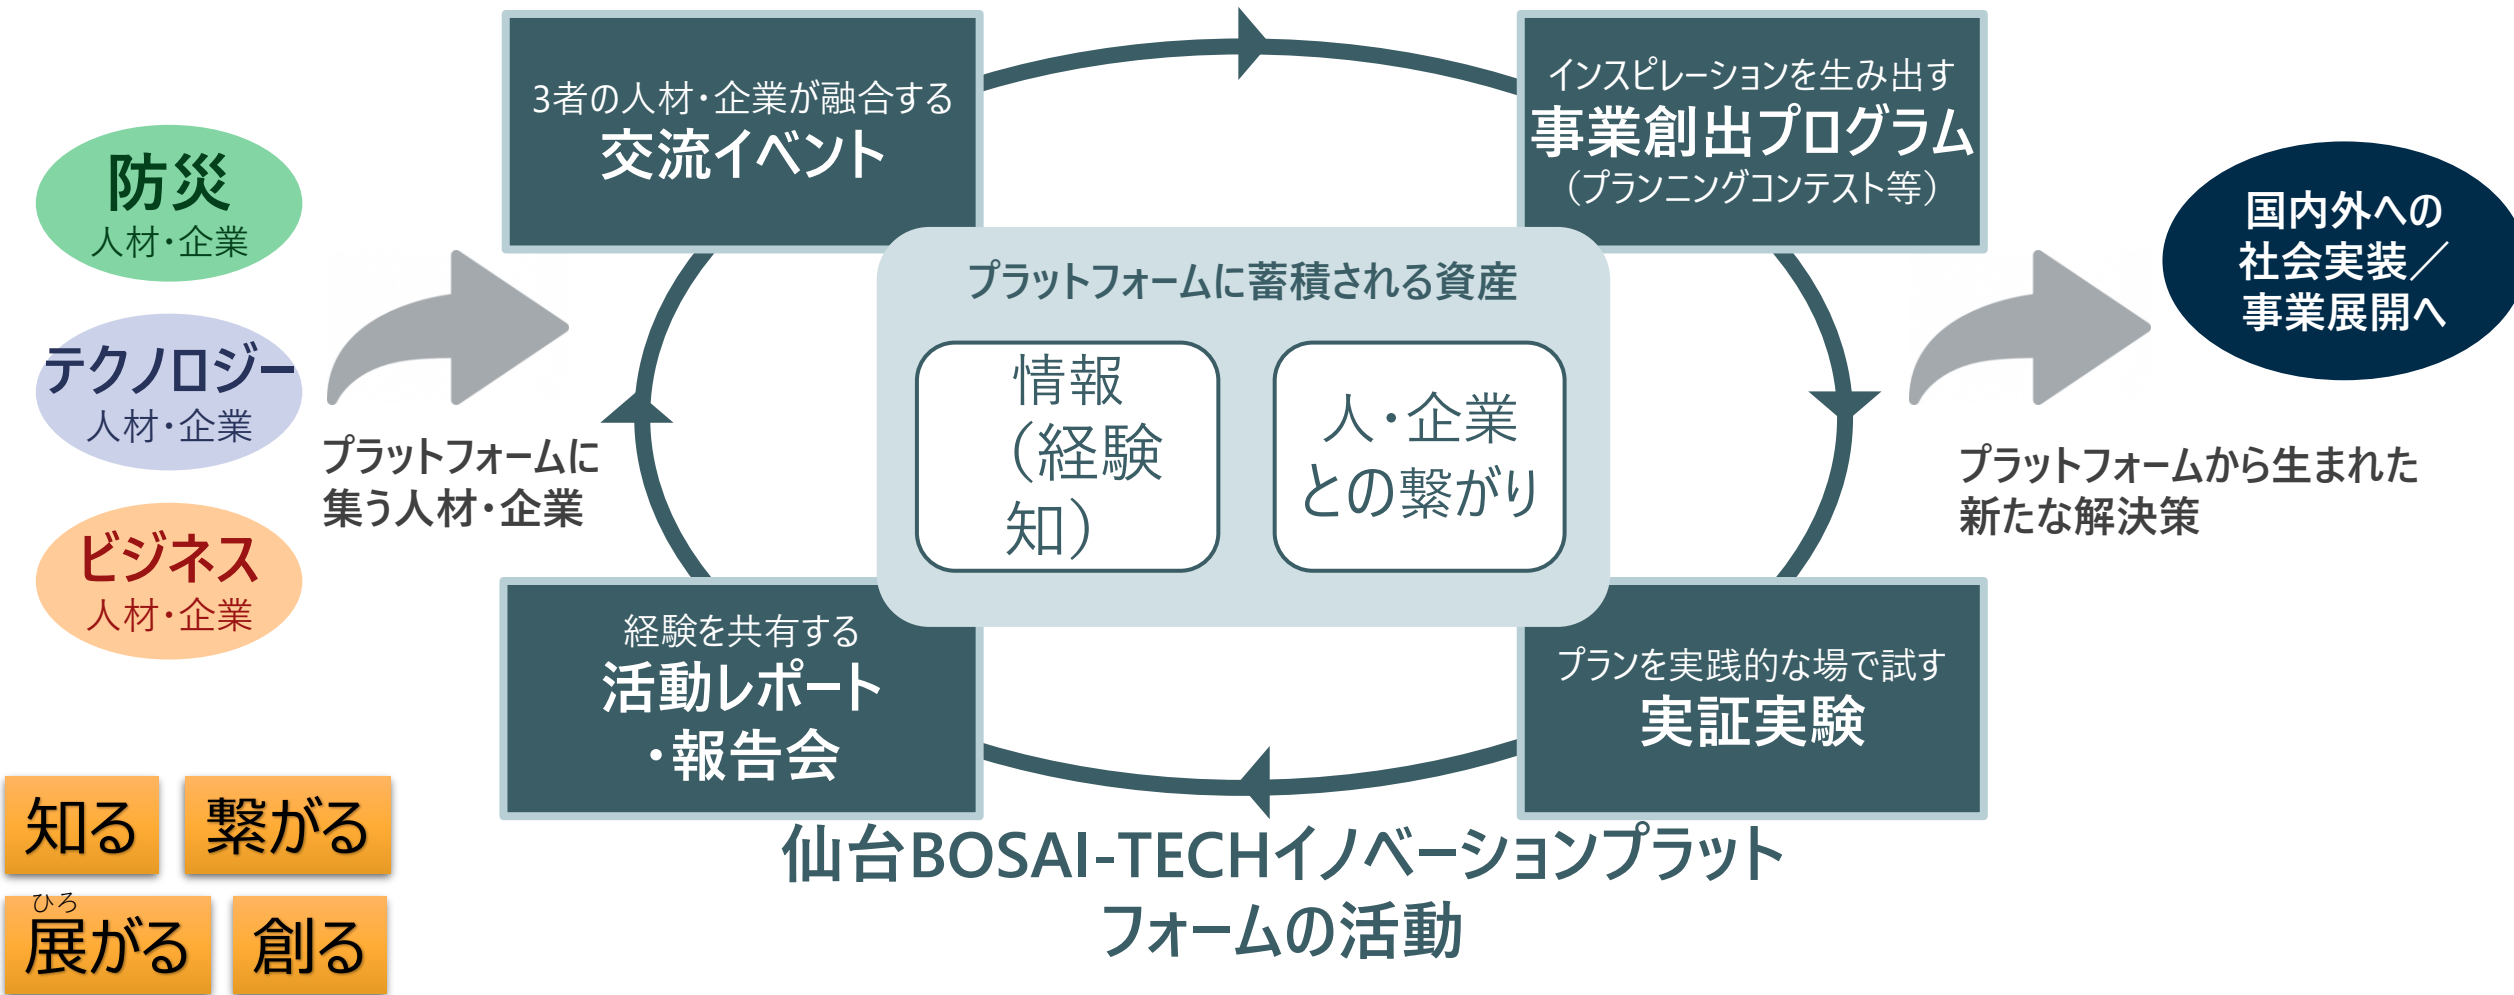 防災
人材・企業
テクノロジー
人材・企業
ビジネス
人材・企業
プラットフォームに
集う人材・企業
3者の人材・企業が融合する
交流イベント
インスピレーションを生み出す
事業創出プログラム
（プランニングコンテスト等）
プラットフォームに蓄積される資産
情報
（経験
知）
人・企業
との繋がり
経験を共有する
活動レポート
・報告会
プランを実践的な場で試す
実証実験
国内外への
社会実装／
事業展開へ
プラットフォームから生まれた
新たな解決策
仙台BOSAI-TECHイノベーションプラット
フォームの活動
知る
繋がる
ひろ
展がる
創る